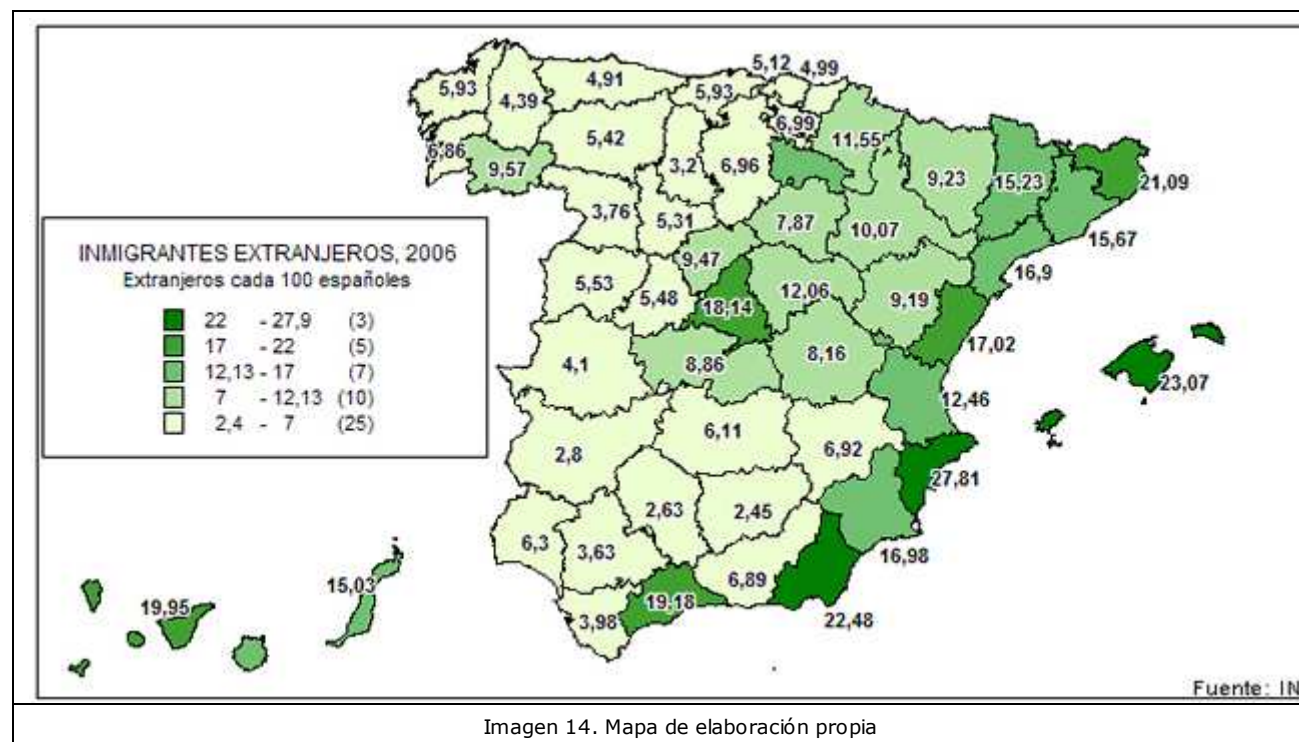 5,12 4,99
5,93 4,39 4,91 5,93
6,99
6,86 9,57 5,42 3,2 6,96 11,55 9,23 15,23 21,09
3,76 5,31 7,87 10,07 15,67
INMIGRANTES EXTRANJEROS, 2006
Extranjeros cada 100 españoles
22 - 27,9 (3)
17 - 22 (5)
12,13 - 17 (7)
7 - 12,13 (10)
2,4 - 7 (25)
9,47 16,9
5,53 5,48 18,14 12,06 9,19
17,02
4,1 8,86 8,16 23,07
12,46
6,11 6,92
2,8 27,81
2,63 2,45
6,3 3,63 16,98
15,03 6,89
19,95 19,18 22,48
3,98
Fuente: IN
Imagen 14. Mapa de elaboración propia